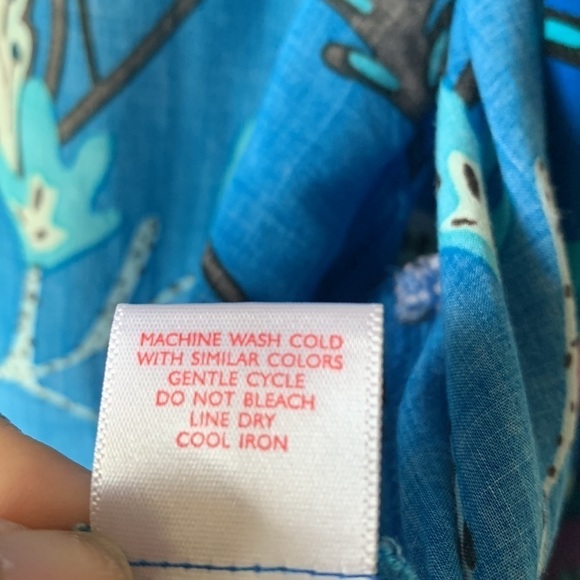 MACHINE WASH COLD
WITH SIMILAR COLORS
GENTLE CYCLE
DO NOT BLEACH
LINE DRY
COOL IRON